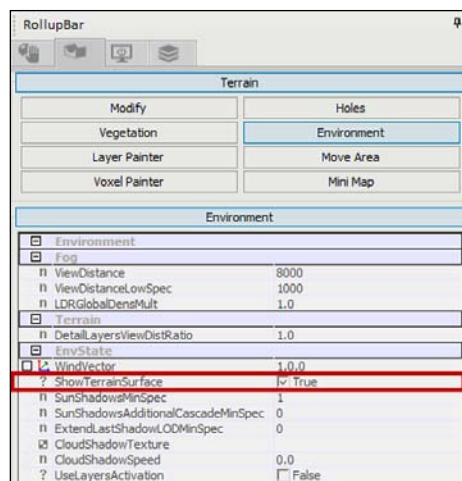 RollupBar
Terrain
Modify Holes
Vegetation Environment
Layer Painter Move Area
Voxel Painter Mini Map
Environment
Environment
Fog
n ViewDistance 8000
n ViewDistanceLowSpec 1000
n LDRGlobalDensMult 1.0
Terrain
n DetailLayersViewDistRatio 1.0
EnvState
WindVector 1,0,0
? ShowTerrainSurface True
n SunShadowsMinSpec 1
n SunShadowsAdditionalCascadeMinSpec 0
n ExtendLastShadowLODMinSpec 0
CloudShadowTexture
n CloudShadowSpeed 0.0
? UseLayersActivation False